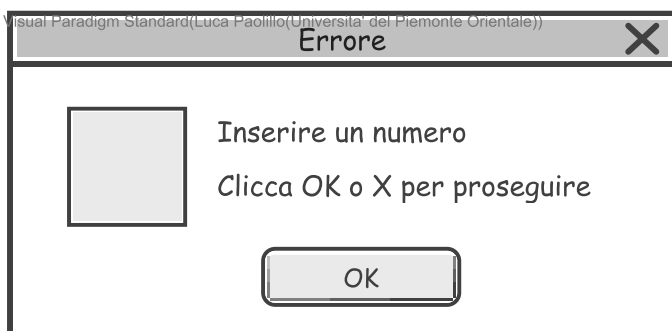 Visual Paradigm Standard(Luca Paolillo(Universita' del Piemonte Orientale))
Errore
Inserire un numero
Clicca OK o X per proseguire
OK